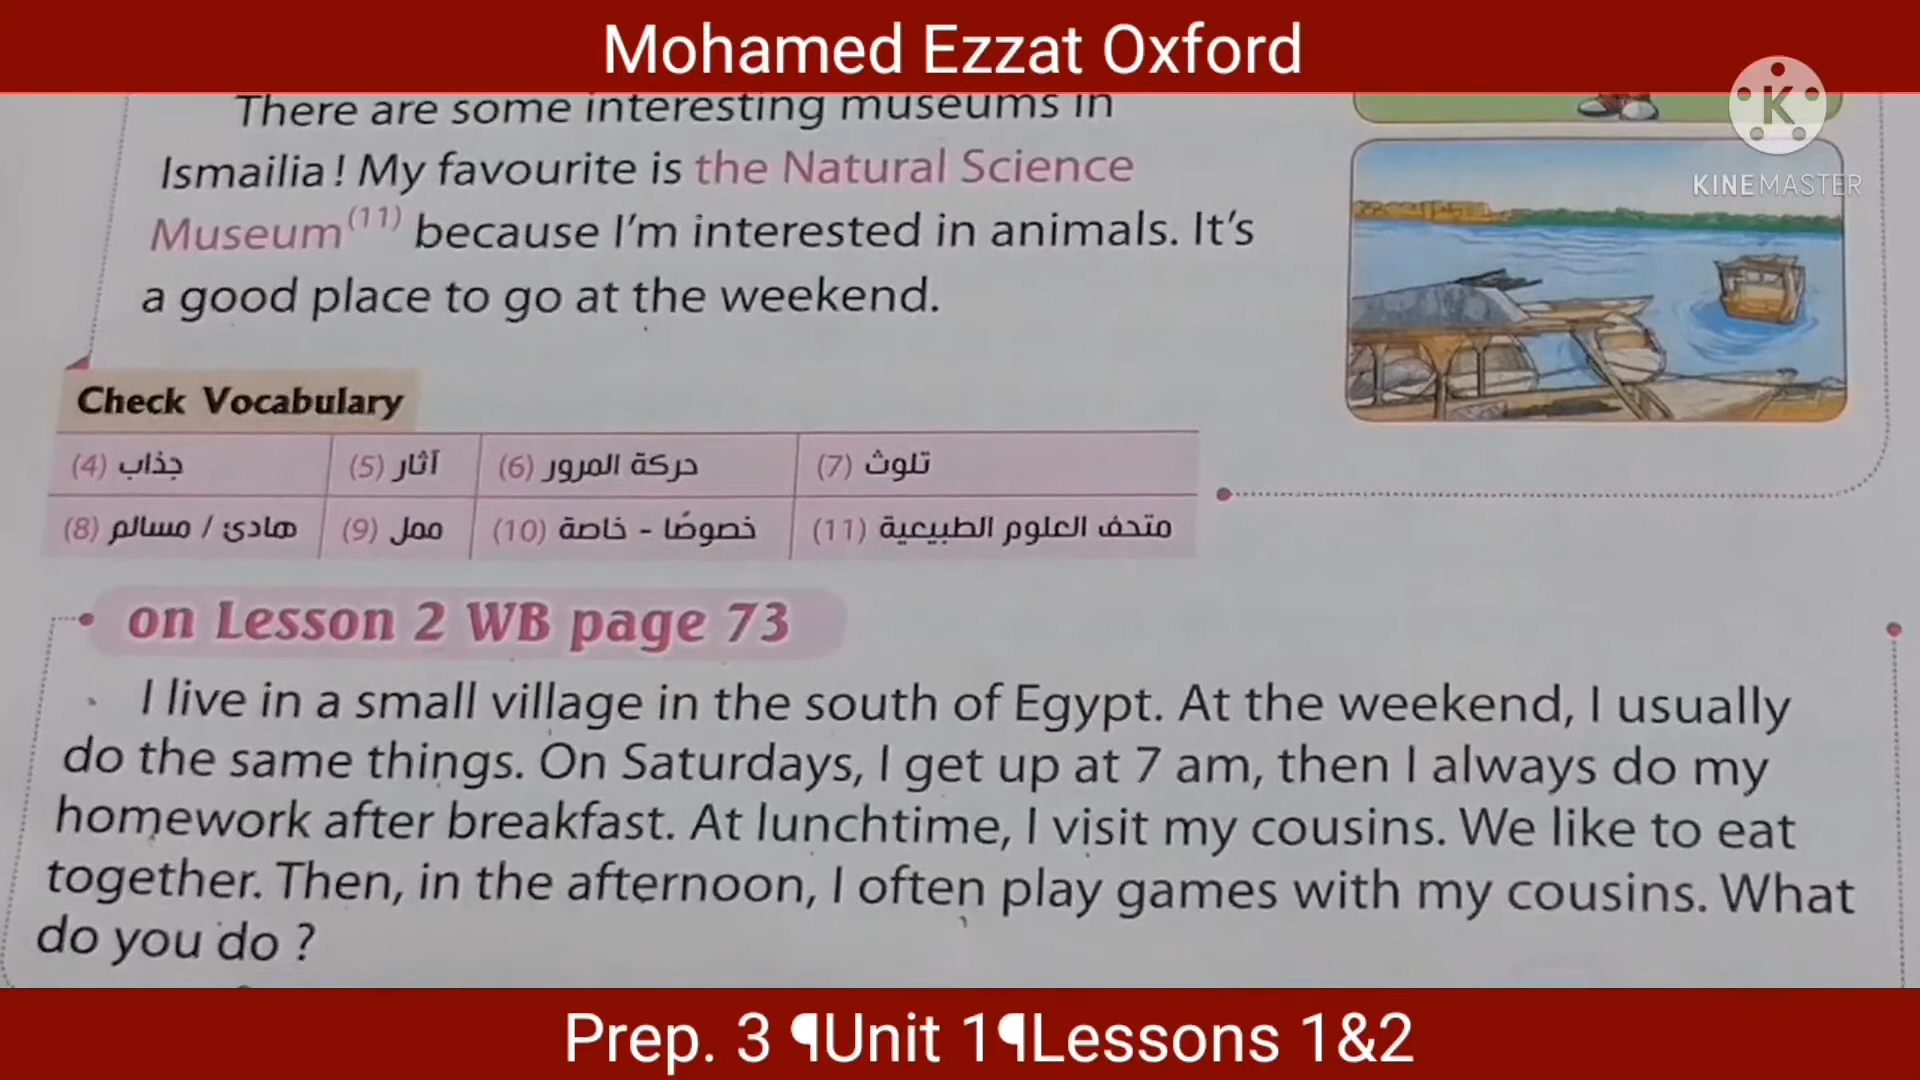 Mohamed Ezzat Oxford
KINEMASTER
There are some interesting museums in
Ismailia ! My favourite is the Natural Science
Museum(11) because I'm interested in animals. It's
a good place to go at the weekend.
Check Vocabulary
(4) جذاب (5) آثار (6) حركة المرور (7) تلوث
(8) هادئ / مسالم (9) ممل (10) خصوصًا - خاصة (11) متحف العلوم الطبيعية
on Lesson 2 WB page 73
I live in a small village in the south of Egypt. At the weekend, I usually
do the same things. On Saturdays, I get up at 7 am, then I always do my
homework after breakfast. At lunchtime, I visit my cousins. We like to eat
together. Then, in the afternoon, I often play games with my cousins. What
do you do ?
Prep. 3 ¶Unit 1¶Lessons 1&2